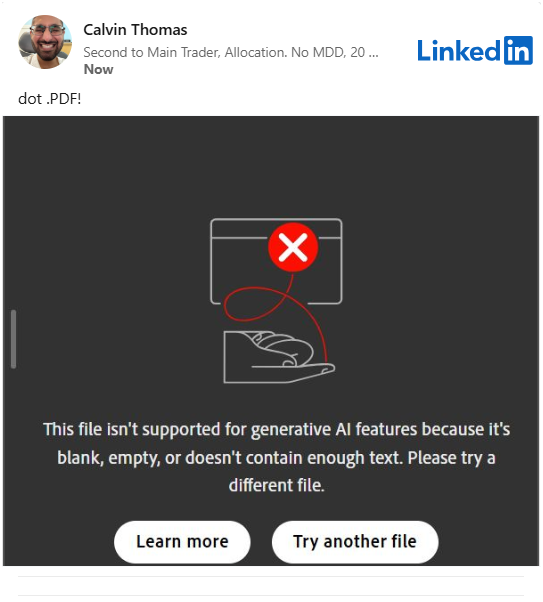 Calvin Thomas
Second to Main Trader, Allocation. No MDD, 20 ...
Now
Linkedin
dot .PDF!
This file isn't supported for generative AI features because it's
blank, empty, or doesn't contain enough text. Please try a
different file.
Learn more
Try another file